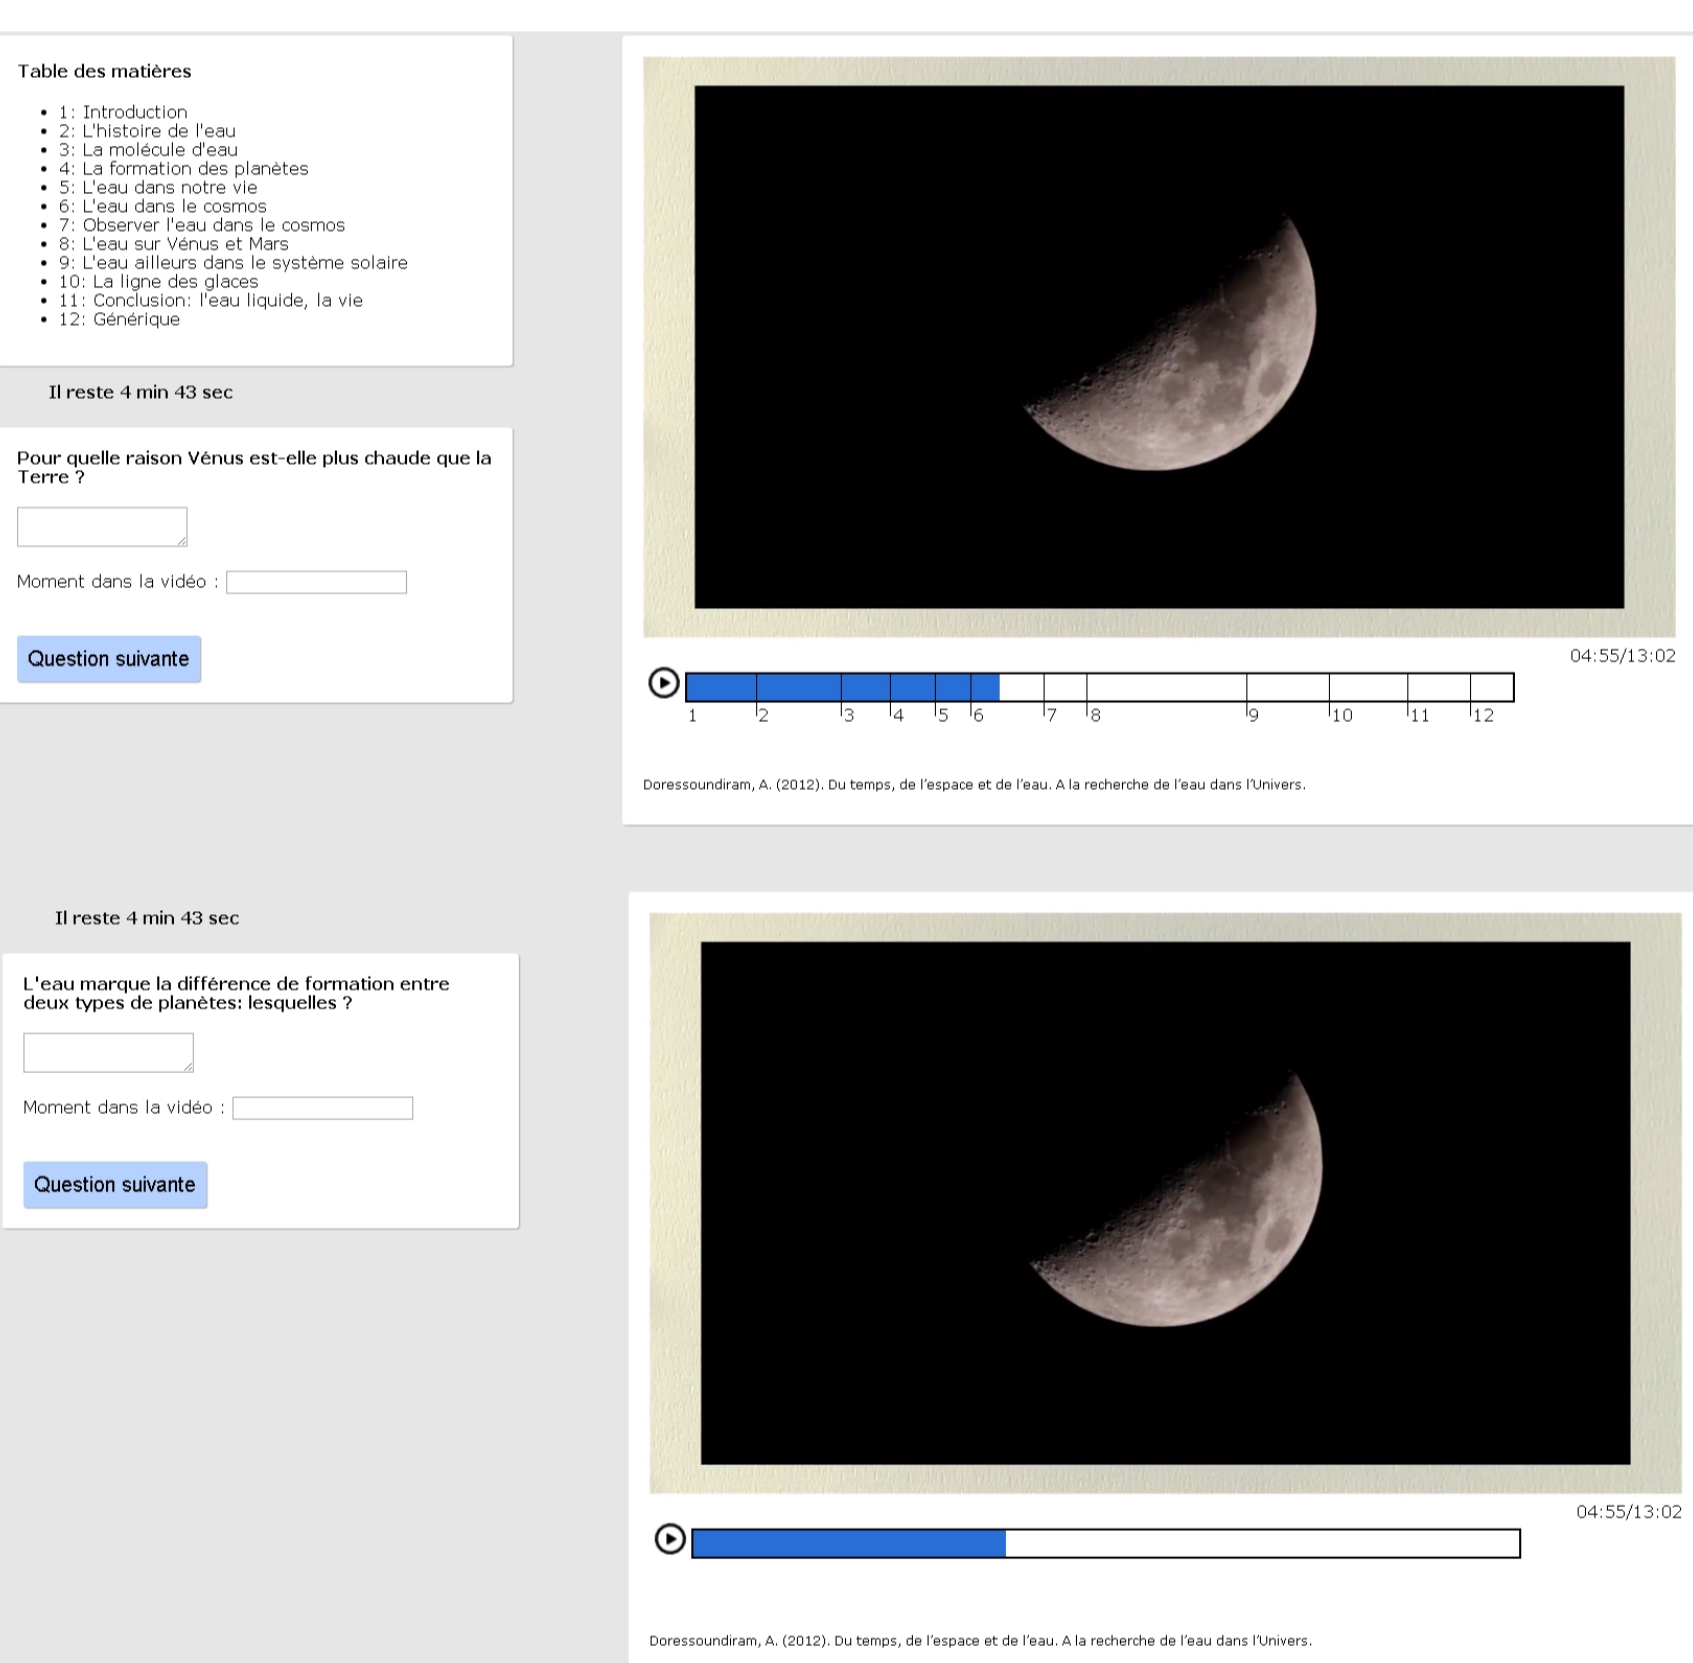 Table des matières
1: Introduction
2: L'histoire de l'eau
3: La molécule d'eau
4: La formation des planètes
5: L'eau dans notre vie
6: L'eau dans le cosmos
7: Observer l'eau dans le cosmos
8: L'eau sur Vénus et Mars
9: L'eau ailleurs dans le système solaire
10: La ligne des glaces
11: Conclusion: l'eau liquide, la vie
12: Générique
Il reste 4 min 43 sec
Pour quelle raison Vénus est-elle plus chaude que la
Terre ?
Moment dans la vidéo :
Question suivante
04:55/13:02
1 2 3 4 5 6 7 8 9 10 11 12
Doressoundiram, A. (2012). Du temps, de l'espace et de l'eau. A la recherche de l'eau dans l'Univers.
Il reste 4 min 43 sec
L'eau marque la différence de formation entre
deux types de planètes: lesquelles ?
Moment dans la vidéo :
Question suivante
04:55/13:02
Doressoundiram, A. (2012). Du temps, de l'espace et de l'eau. A la recherche de l'eau dans l'Univers.